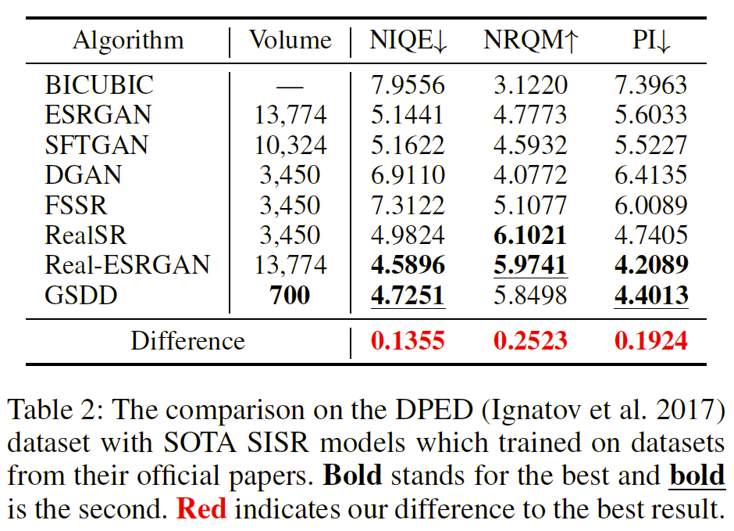 Algorithm Volume NIQE↓ NRQM↑ PI↓
BICUBIC — 7.9556 3.1220 7.3963
ESRGAN 13,774 5.1441 4.7773 5.6033
SFTGAN 10,324 5.1622 4.5932 5.5227
DGAN 3,450 6.9110 4.0772 6.4135
FSSR 3,450 7.3122 5.1077 6.0089
RealSR 3,450 4.9824 6.1021 4.7405
Real-ESRGAN 13,774 4.5896 5.9741 4.2089
GSDD 700 4.7251 5.8498 4.4013
Difference 0.1355 0.2523 0.1924
Table 2: The comparison on the DPED (Ignatov et al. 2017)
dataset with SOTA SISR models which trained on datasets
from their official papers. Bold stands for the best and bold
is the second. Red indicates our difference to the best result.